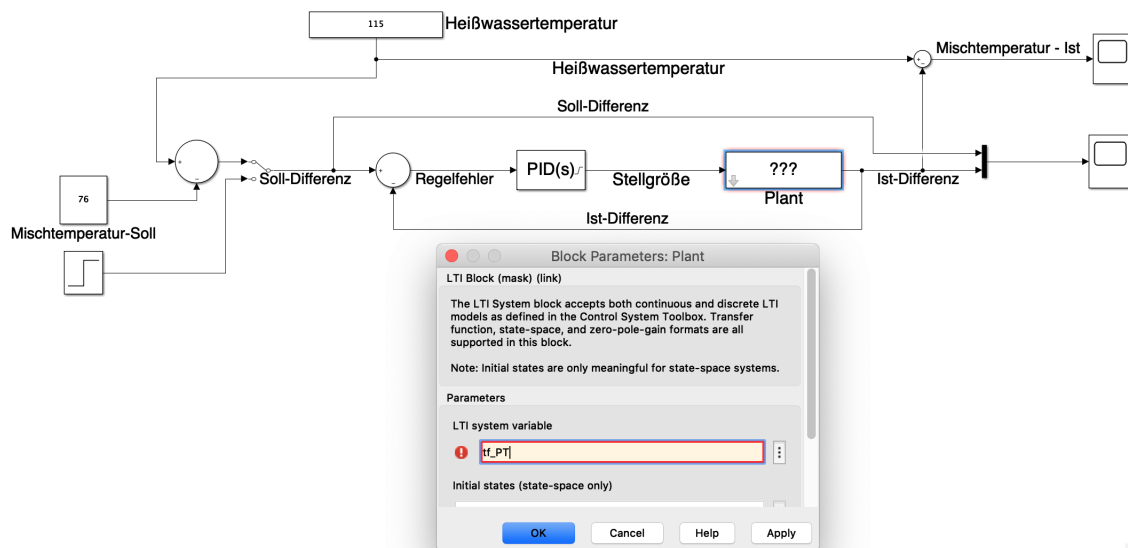 115
Heißwassertemperatur
Mischtemperatur - Ist
Heißwassertemperatur
Soll-Differenz
+
-
+
-
Soll-Differenz
+
-
Regelfehler
PID(s)
Stellgröße
???
Plant
Ist-Differenz
76
Mischtemperatur-Soll
Ist-Differenz
Block Parameters: Plant
LTI Block (mask) (link)
The LTI System block accepts both continuous and discrete LTI
models as defined in the Control System Toolbox. Transfer
function, state-space, and zero-pole-gain formats are all
supported in this block.
Note: Initial states are only meaningful for state-space systems.
Parameters
LTI system variable
tf_PT
Initial states (state-space only)
OK
Cancel
Help
Apply